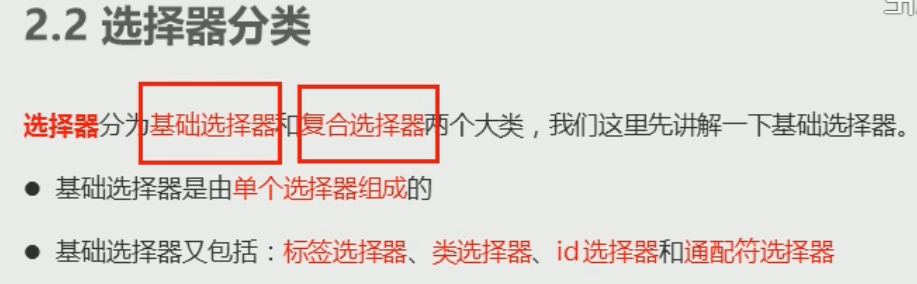 2.2 选择器分类
选择器分为基础选择器和复合选择器两个大类，我们这里先讲解一下基础选择器。
● 基础选择器是由单个选择器组成的
● 基础选择器又包括：标签选择器、类选择器、id 选择器和通配符选择器